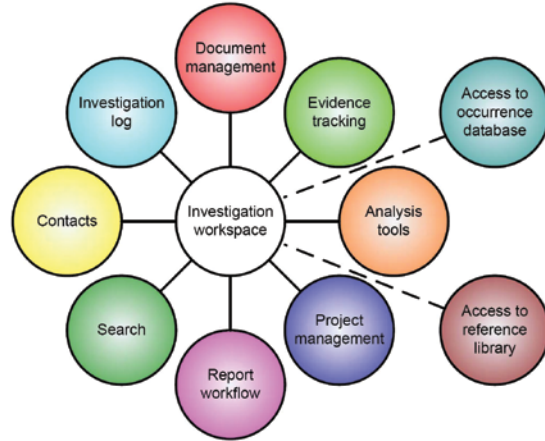 Document
management
Investigation
log
Evidence
tracking
Access to
occurrence
database
Contacts
Investigation
workspace
Analysis
tools
Search
Project
management
Access to
reference
library
Report
workflow